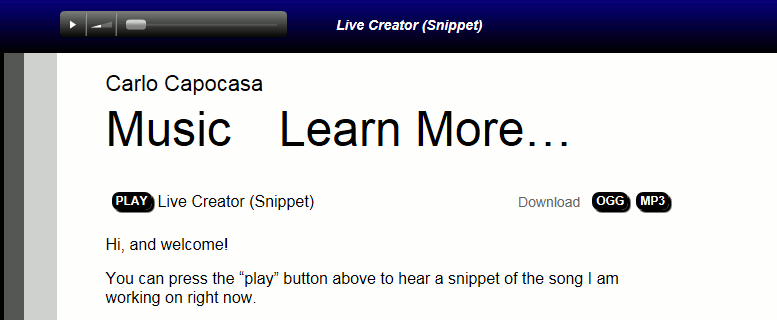 Live Creator (Snippet)
Carlo Capocasa
Music Learn More…
PLAY Live Creator (Snippet) Download OGG MP3
Hi, and welcome!
You can press the “play” button above to hear a snippet of the song I am
working on right now.